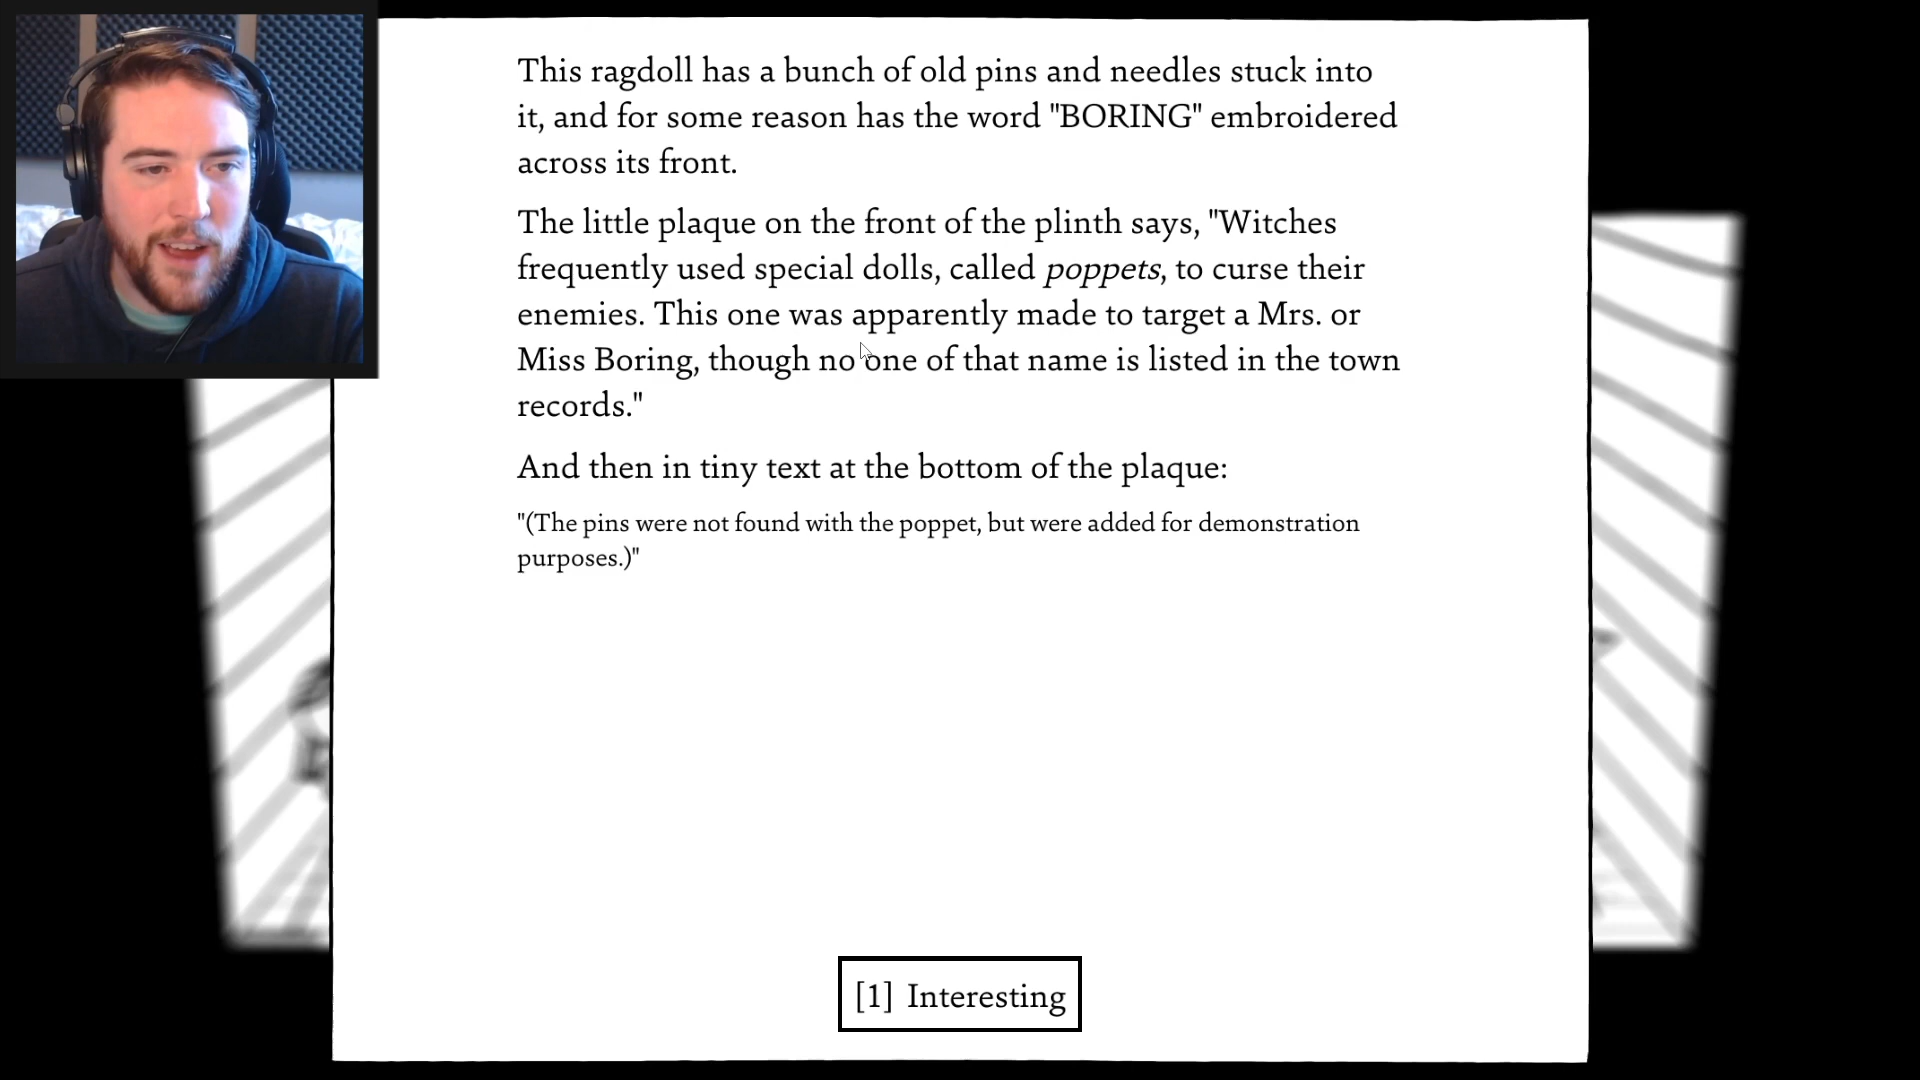 This ragdoll has a bunch of old pins and needles stuck into
it, and for some reason has the word "BORING" embroidered
across its front.
The little plaque on the front of the plinth says, "Witches
frequently used special dolls, called poppets, to curse their
enemies. This one was apparently made to target a Mrs. or
Miss Boring, though no one of that name is listed in the town
records."
And then in tiny text at the bottom of the plaque:
"(The pins were not found with the poppet, but were added for demonstration
purposes.)"
[1] Interesting